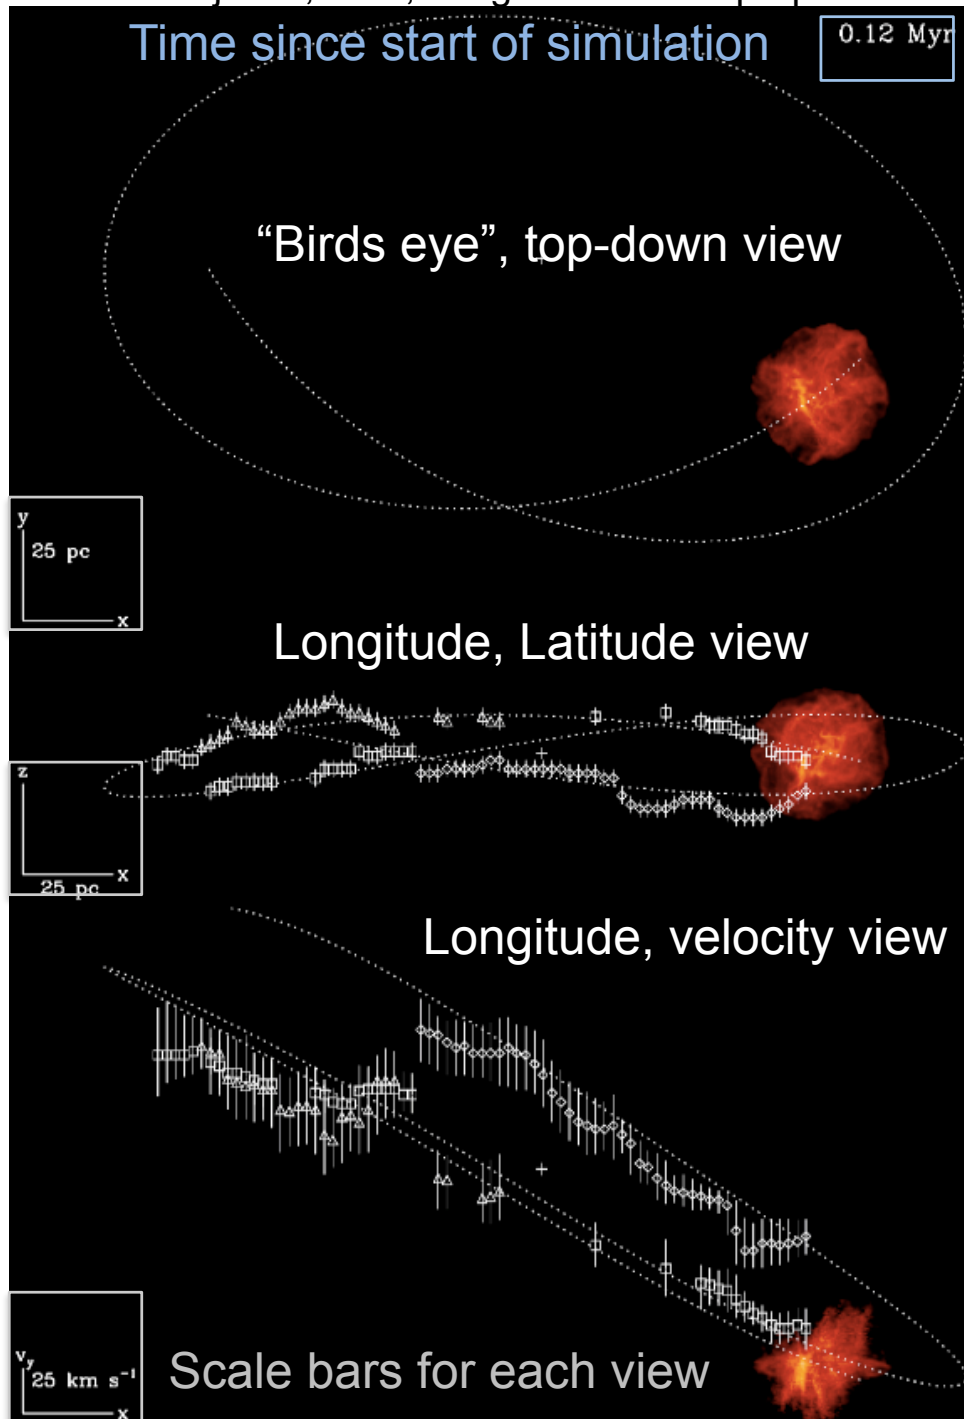 Time since start of simulation
0.12 Myr
“Birds eye”, top-down view
y
25 pc
x
Longitude, Latitude view
z
x
25 pc
Longitude, velocity view
v_y
25 km s⁻¹
x
Scale bars for each view